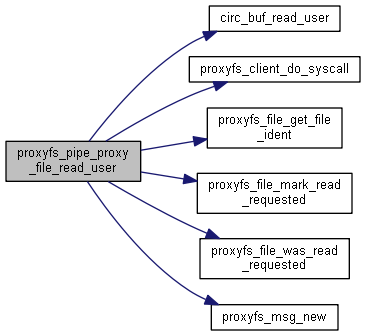 circ_buf_read_user
proxyfs_client_do_syscall
proxyfs_file_get_file
_ident
proxyfs_pipe_proxy
_file_read_user
proxyfs_file_mark_read
_requested
proxyfs_file_was_read
_requested
proxyfs_msg_new